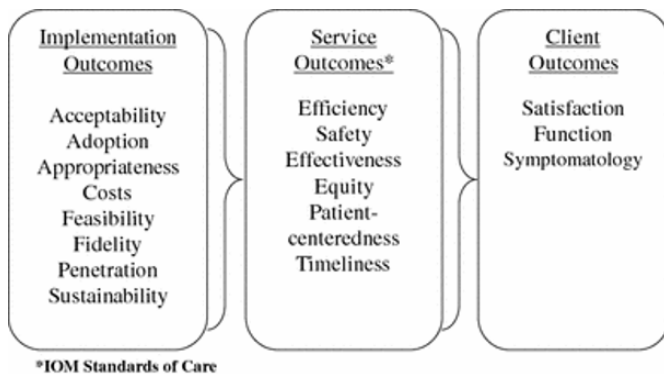 Implementation
Outcomes
Acceptability
Adoption
Appropriateness
Costs
Feasibility
Fidelity
Penetration
Sustainability
Service
Outcomes*
Efficiency
Safety
Effectiveness
Equity
Patient-
centeredness
Timeliness
Client
Outcomes
Satisfaction
Function
Symptomatology
*IOM Standards of Care